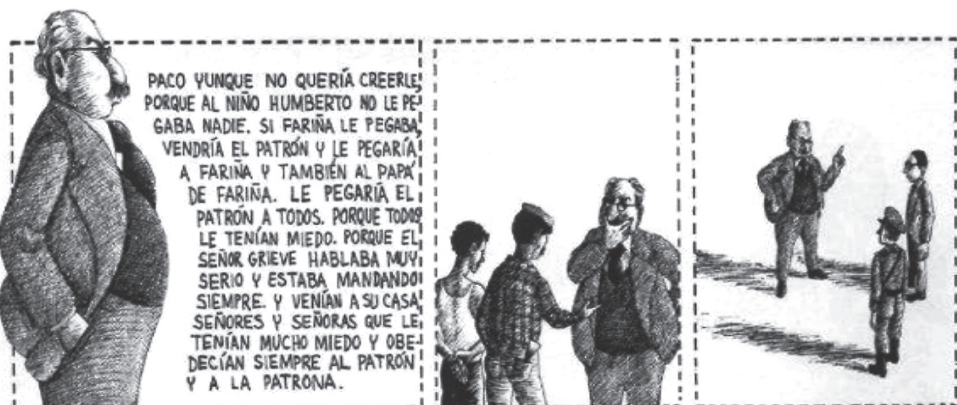 PACO YUNQUE NO QUERÍA CREERLE,
PORQUE AL NIÑO HUMBERTO NO LE PE-
GABA NADIE. SI FARIÑA LE PEGABA,
VENDRÍA EL PATRÓN Y LE PEGARÍA
A FARIÑA Y TAMBIÉN AL PAPÁ
DE FARIÑA. LE PEGARÍA EL
PATRÓN A TODOS. PORQUE TODOS
LE TENÍAN MIEDO. PORQUE EL
SEÑOR GRIEVE HABLABA MUY
SERIO Y ESTABA MANDANDO
SIEMPRE. Y VENÍAN A SU CASA
SEÑORES Y SEÑORAS QUE LE
TENÍAN MUCHO MIEDO Y OBE-
DECÍAN SIEMPRE AL PATRÓN
Y A LA PATRONA.